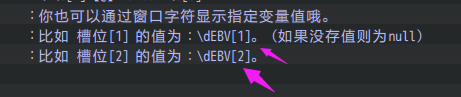 :你也可以通过窗口字符显示指定变量值哦。
:比如 槽位[1] 的值为：\dEBV[1]。(如果没存值则为null)
:比如 槽位[2] 的值为：\dEBV[2]。